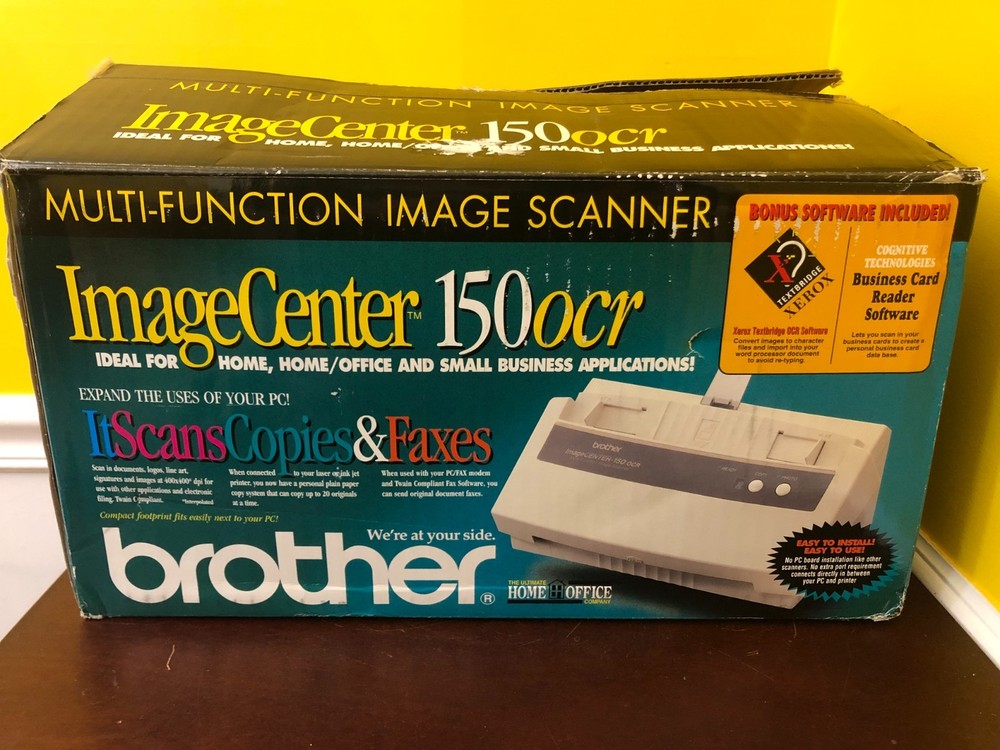 MULTI-FUNCTION IMAGE SCANNER
ImageCenter™ 150ocr
IDEAL FOR HOME, HOME/OFFICE AND SMALL BUSINESS APPLICATIONS!
MULTI-FUNCTION IMAGE SCANNER
BONUS SOFTWARE INCLUDED!
X?
TEXTBRIDGE
XEROX
Xerox Textbridge OCR Software
Convert images to character
files and import into your
word processor document
to avoid re-typing.
COGNITIVE
TECHNOLOGIES
Business Card
Reader
Software
Lets you scan in your
business cards to create a
personal business card
data base.
ImageCenter™ 150ocr
IDEAL FOR HOME, HOME/OFFICE AND SMALL BUSINESS APPLICATIONS!
EXPAND THE USES OF YOUR PC!
ItScansCopies&Faxes
Scan in documents, logos, line art,
signatures and images at 400x400* dpi for
use with other applications and electronic
filing. Twain Compliant. *Interpolated
When connected to your laser or ink jet
printer, you now have a personal plain paper
copy system that can copy up to 20 originals
at a time.
When used with your PC/FAX modem
and Twain Compliant Fax Software, you
can send original document faxes.
Compact footprint fits easily next to your PC!
brother
imageCENTER-150 ocr
We're at your side.
brother®
THE ULTIMATE
HOME OFFICE
COMPANY
EASY TO INSTALL!
EASY TO USE!
No PC board installation like other
scanners. No extra port requirement
connects directly in between
your PC and printer